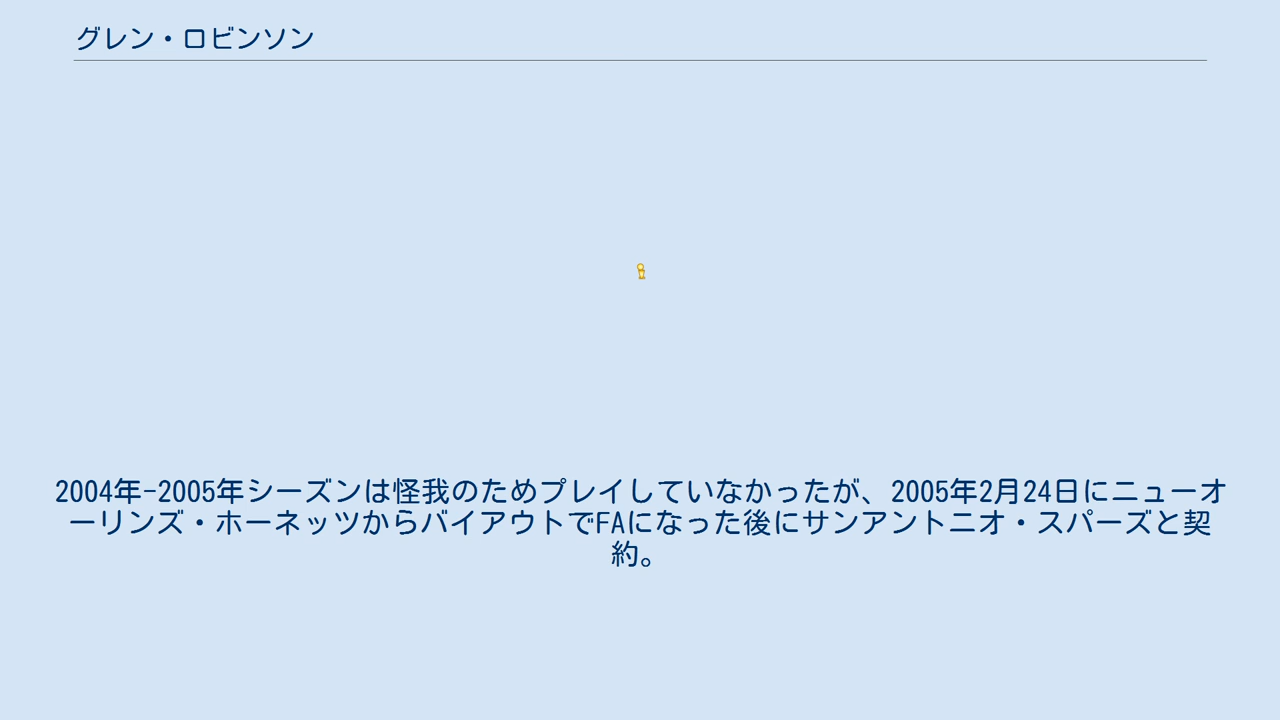 グレン・ロビンソン
2004年-2005年シーズンは怪我のためプレイしていなかったが、2005年2月24日にニューオ
ーリンズ・ホーネッツからバイアウトでFAになった後にサンアントニオ・スパーズと契
約。